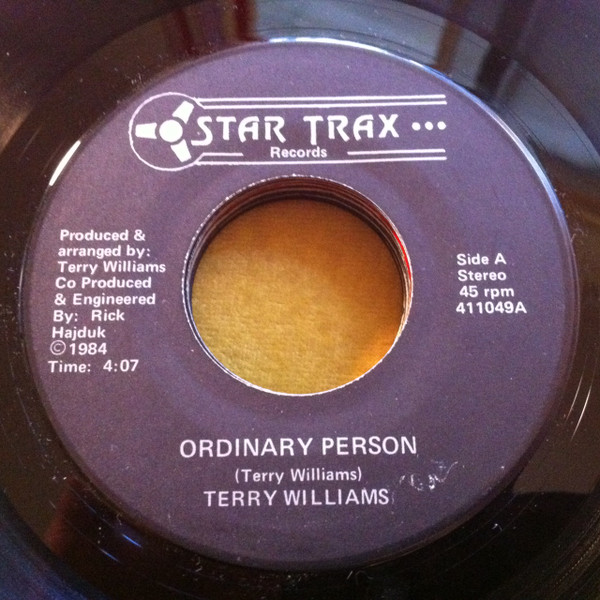 STAR TRAX •••
Records
Produced &
arranged by:
Terry Williams
Co Produced
& Engineered
By: Rick
Hajduk
©1984
Time: 4:07
Side A
Stereo
45 rpm
411049A
ORDINARY PERSON
(Terry Williams)
TERRY WILLIAMS